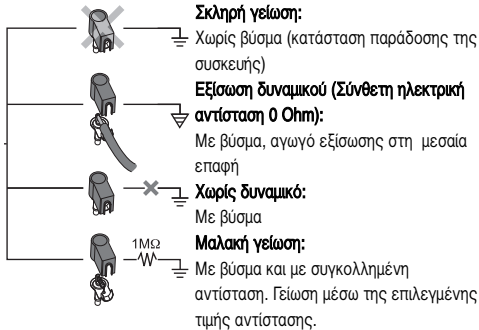 Σκληρή γείωση:
Χωρίς βύσμα (κατάσταση παράδοσης της
συσκευής)
Εξίσωση δυναμικού (Σύνθετη ηλεκτρική
αντίσταση 0 Ohm):
Με βύσμα, αγωγό εξίσωσης στη μεσαία
επαφή
Χωρίς δυναμικό:
Με βύσμα
Μαλακή γείωση:
1MΩ
Με βύσμα και με συγκολλημένη
αντίσταση. Γείωση μέσω της επιλεγμένης
τιμής αντίστασης.